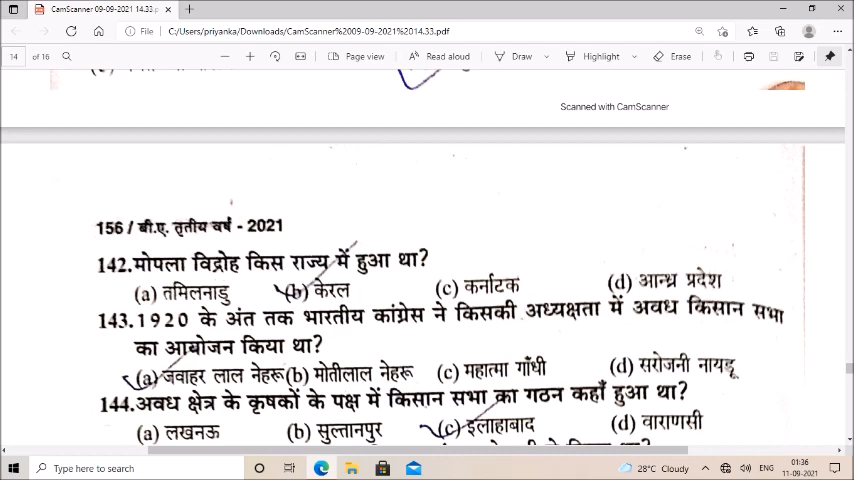 CamScanner 09-09-2021 14.33.p
File C:/Users/priyanka/Downloads/CamScanner%2009-09-2021%2014.33.pdf
14 of 16 Page view Read aloud Draw Highlight Erase
Scanned with CamScanner
156 / बी.ए. तृतीय वर्ष - 2021
142.मोपला विद्रोह किस राज्य में हुआ था?
(a) तमिलनाडु (b) केरल (c) कर्नाटक (d) आन्ध्र प्रदेश
143.1920 के अंत तक भारतीय कांग्रेस ने किसकी अध्यक्षता में अवध किसान सभा
का आयोजन किया था?
(a) जवाहर लाल नेहरू (b) मोतीलाल नेहरू (c) महात्मा गाँधी (d) सरोजनी नायडू
144.अवध क्षेत्र के कृषकों के पक्ष में किसान सभा का गठन कहाँ हुआ था?
(a) लखनऊ (b) सुल्तानपुर (c) इलाहाबाद (d) वाराणसी
Type here to search 28°C Cloudy ENG 01:36
11-09-2021